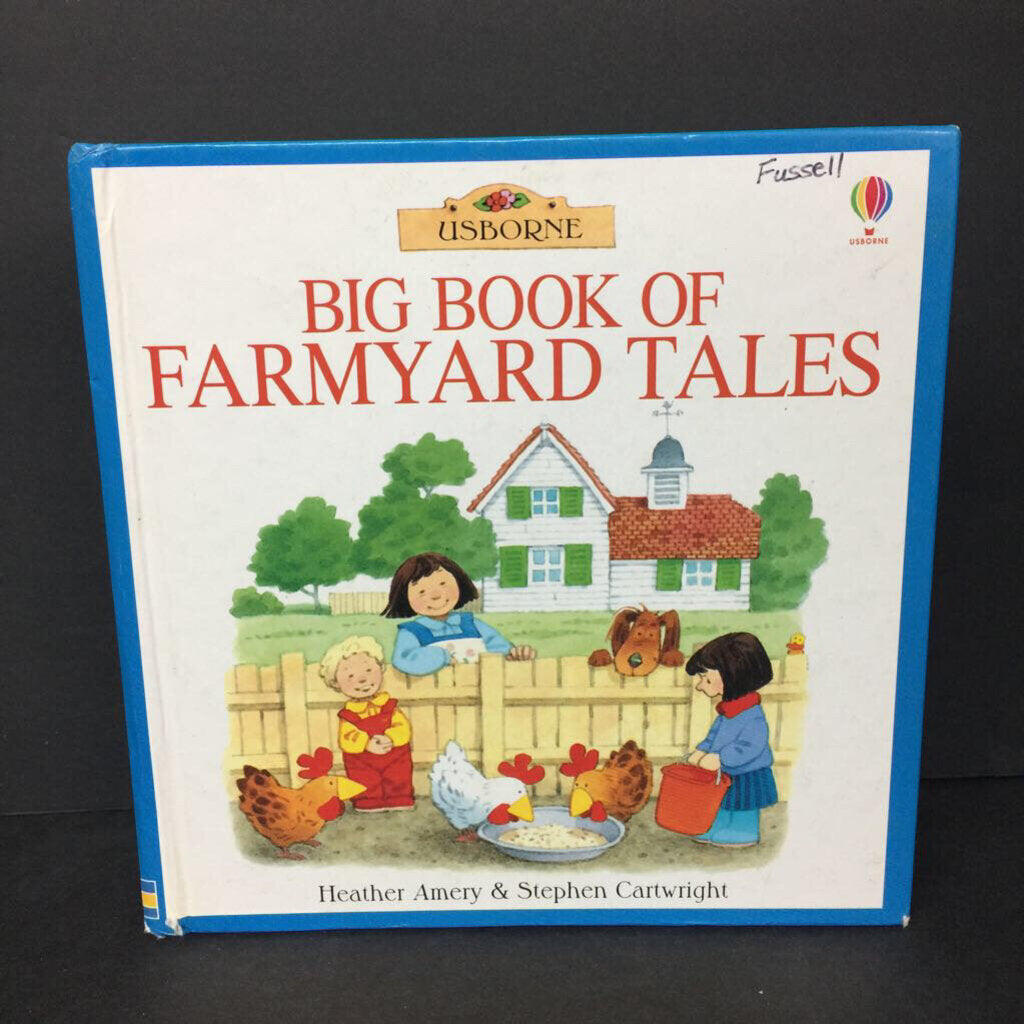 Fussell
USBORNE
USBORNE
BIG BOOK OF
FARMYARD TALES
Heather Amery & Stephen Cartwright